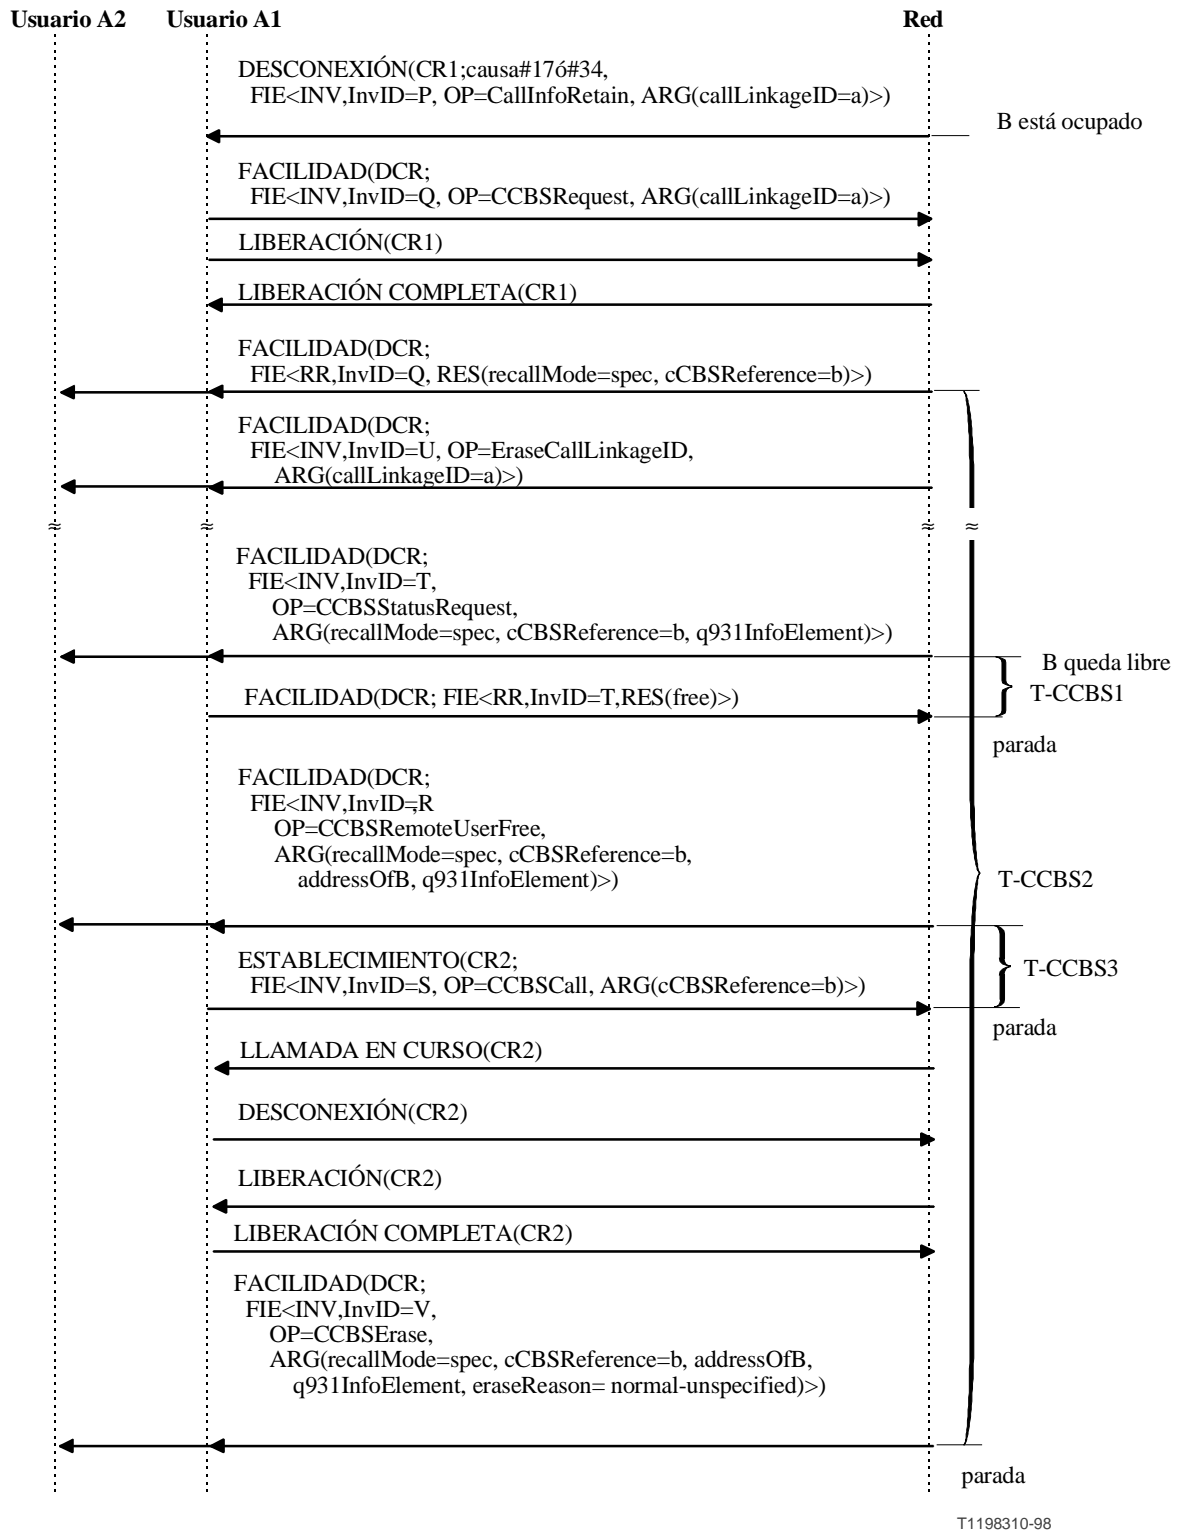 Usuario A2 Usuario A1 Red
DESCONEXIÓN(CR1;causa#17ó#34,
FIE<INV,InvID=P, OP=CallInfoRetain, ARG(callLinkageID=a)>)
B está ocupado
FACILIDAD(DCR;
FIE<INV,InvID=Q, OP=CCBSRequest, ARG(callLinkageID=a)>)
LIBERACIÓN(CR1)
LIBERACIÓN COMPLETA(CR1)
FACILIDAD(DCR;
FIE<RR,InvID=Q, RES(recallMode=spec, cCBSReference=b)>)
FACILIDAD(DCR;
FIE<INV,InvID=U, OP=EraseCallLinkageID,
ARG(callLinkageID=a)>)
≈ ≈ ≈ ≈
FACILIDAD(DCR;
FIE<INV,InvID=T,
OP=CCBSStatusRequest,
ARG(recallMode=spec, cCBSReference=b, q931InfoElement)>)
B queda libre
FACILIDAD(DCR; FIE<RR,InvID=T,RES(free)>)
T-CCBS1
parada
FACILIDAD(DCR;
FIE<INV,InvID=R,
OP=CCBSRemoteUserFree,
ARG(recallMode=spec, cCBSReference=b,
addressOfB, q931InfoElement)>)
T-CCBS2
ESTABLECIMIENTO(CR2;
FIE<INV,InvID=S, OP=CCBSCall, ARG(cCBSReference=b)>)
T-CCBS3
parada
LLAMADA EN CURSO(CR2)
DESCONEXIÓN(CR2)
LIBERACIÓN(CR2)
LIBERACIÓN COMPLETA(CR2)
FACILIDAD(DCR;
FIE<INV,InvID=V,
OP=CCBSErase,
ARG(recallMode=spec, cCBSReference=b, addressOfB,
q931InfoElement, eraseReason= normal-unspecified)>)
parada
T1198310-98